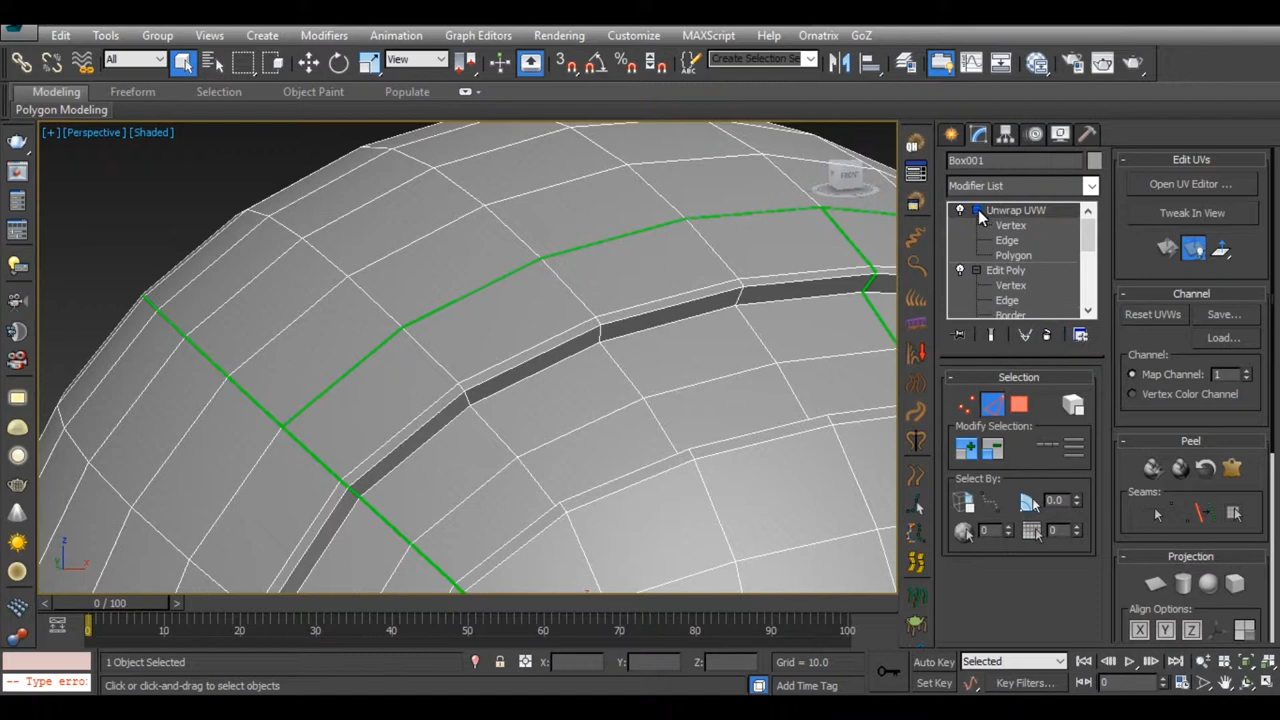 Edit Tools Group Views Create Modifiers Animation Graph Editors Rendering Customize MAXScript Help Ornatrix GoZ
All View 3 Create Selection Se
Modeling Freeform Selection Object Paint Populate
Polygon Modeling
[+] [Perspective] [Shaded]
FRONT
Box001
Modifier List
Unwrap UVW
Vertex
Edge
Polygon
Edit Poly
Vertex
Edge
Border
Selection
Modify Selection:
Select By:
0.0
0 0
Edit UVs
Open UV Editor ...
Tweak In View
Channel
Reset UVWs Save...
Load...
Channel:
Map Channel: 1
Vertex Color Channel
Peel
Seams:
Projection
Align Options:
X Y Z
z
x
0 / 100
0 10 20 30 40 50 60 70 80 90 100
1 Object Selected X: Y: Z: Grid = 10.0 Auto Key Selected
-- Type erro: Click or click-and-drag to select objects Add Time Tag Set Key Key Filters... 0